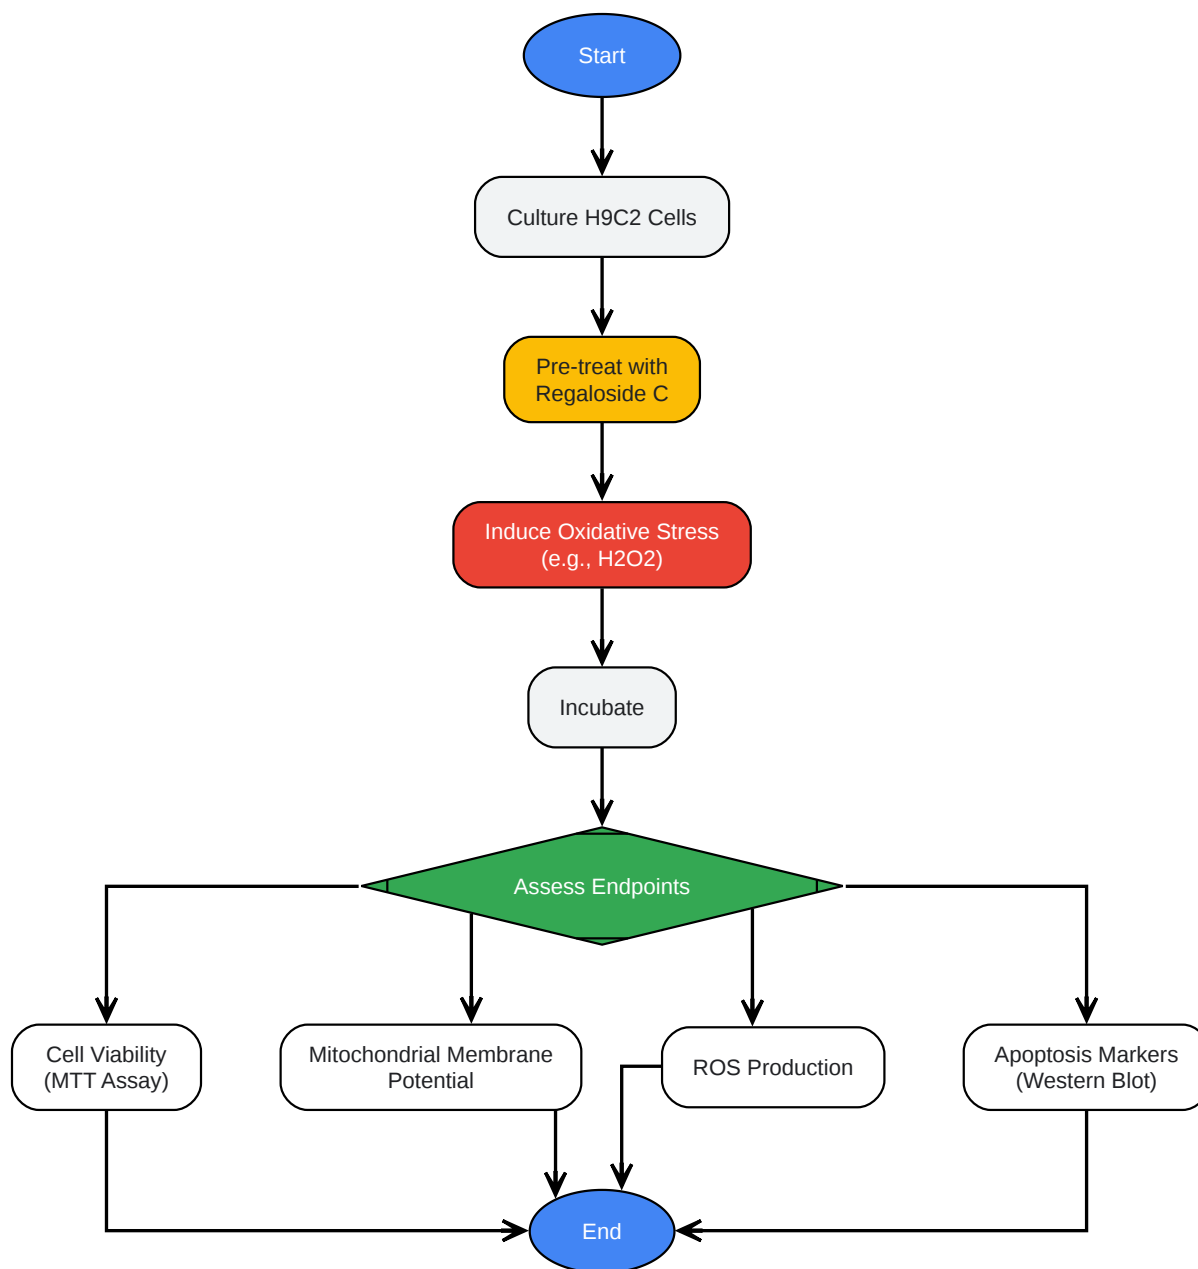 Start
Culture H9C2 Cells
Pre-treat with
Regaloside C
Induce Oxidative Stress
(e.g., H2O2)
Incubate
Assess Endpoints
Cell Viability
(MTT Assay)
Mitochondrial Membrane
Potential
ROS Production
Apoptosis Markers
(Western Blot)
End